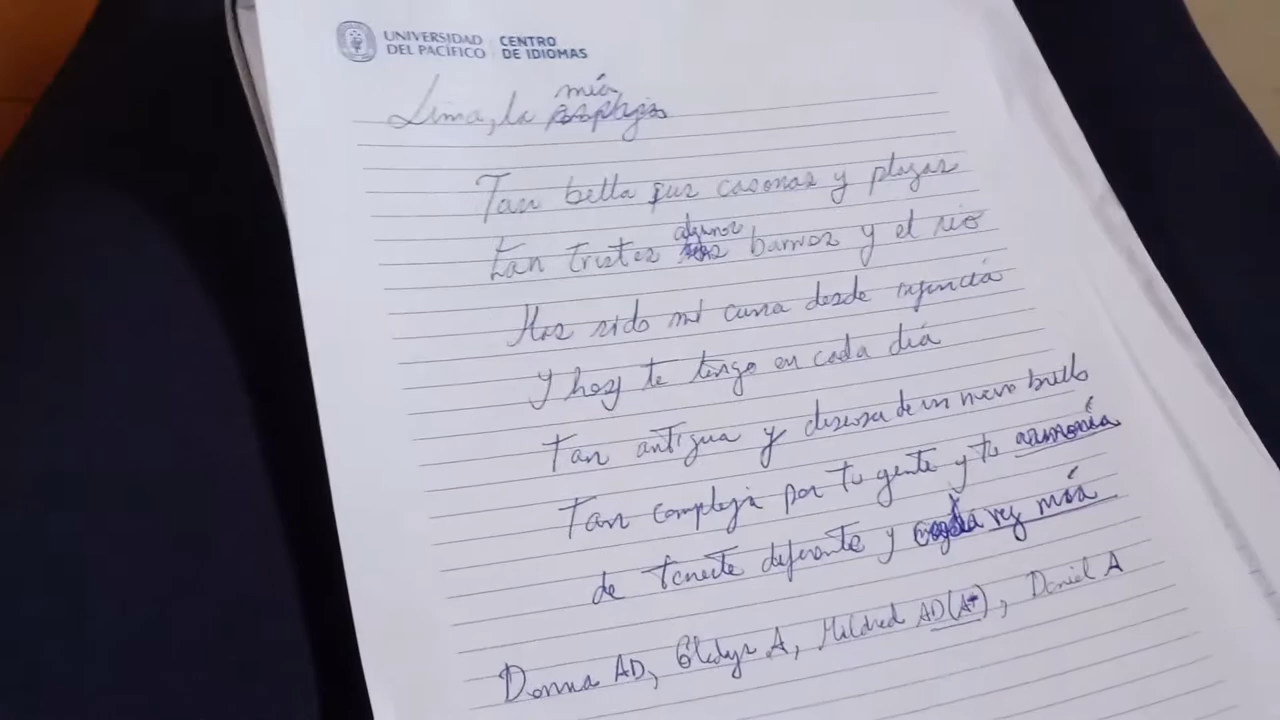 UNIVERSIDAD DEL PACÍFICO | CENTRO DE IDIOMAS
Lima, la mía
Tan bella sus casonas y plazas
tan tristes algunos barrios y el río
Has sido mi cuna desde infancia
y hoy te tengo en cada día
Tan antigua y deseosa de un nuevo brillo
Tan compleja por tu gente y tu armonía
de tenerte diferente y cada vez mía
Donna AD, Gladys A, Mildred AD(A+), Daniel A